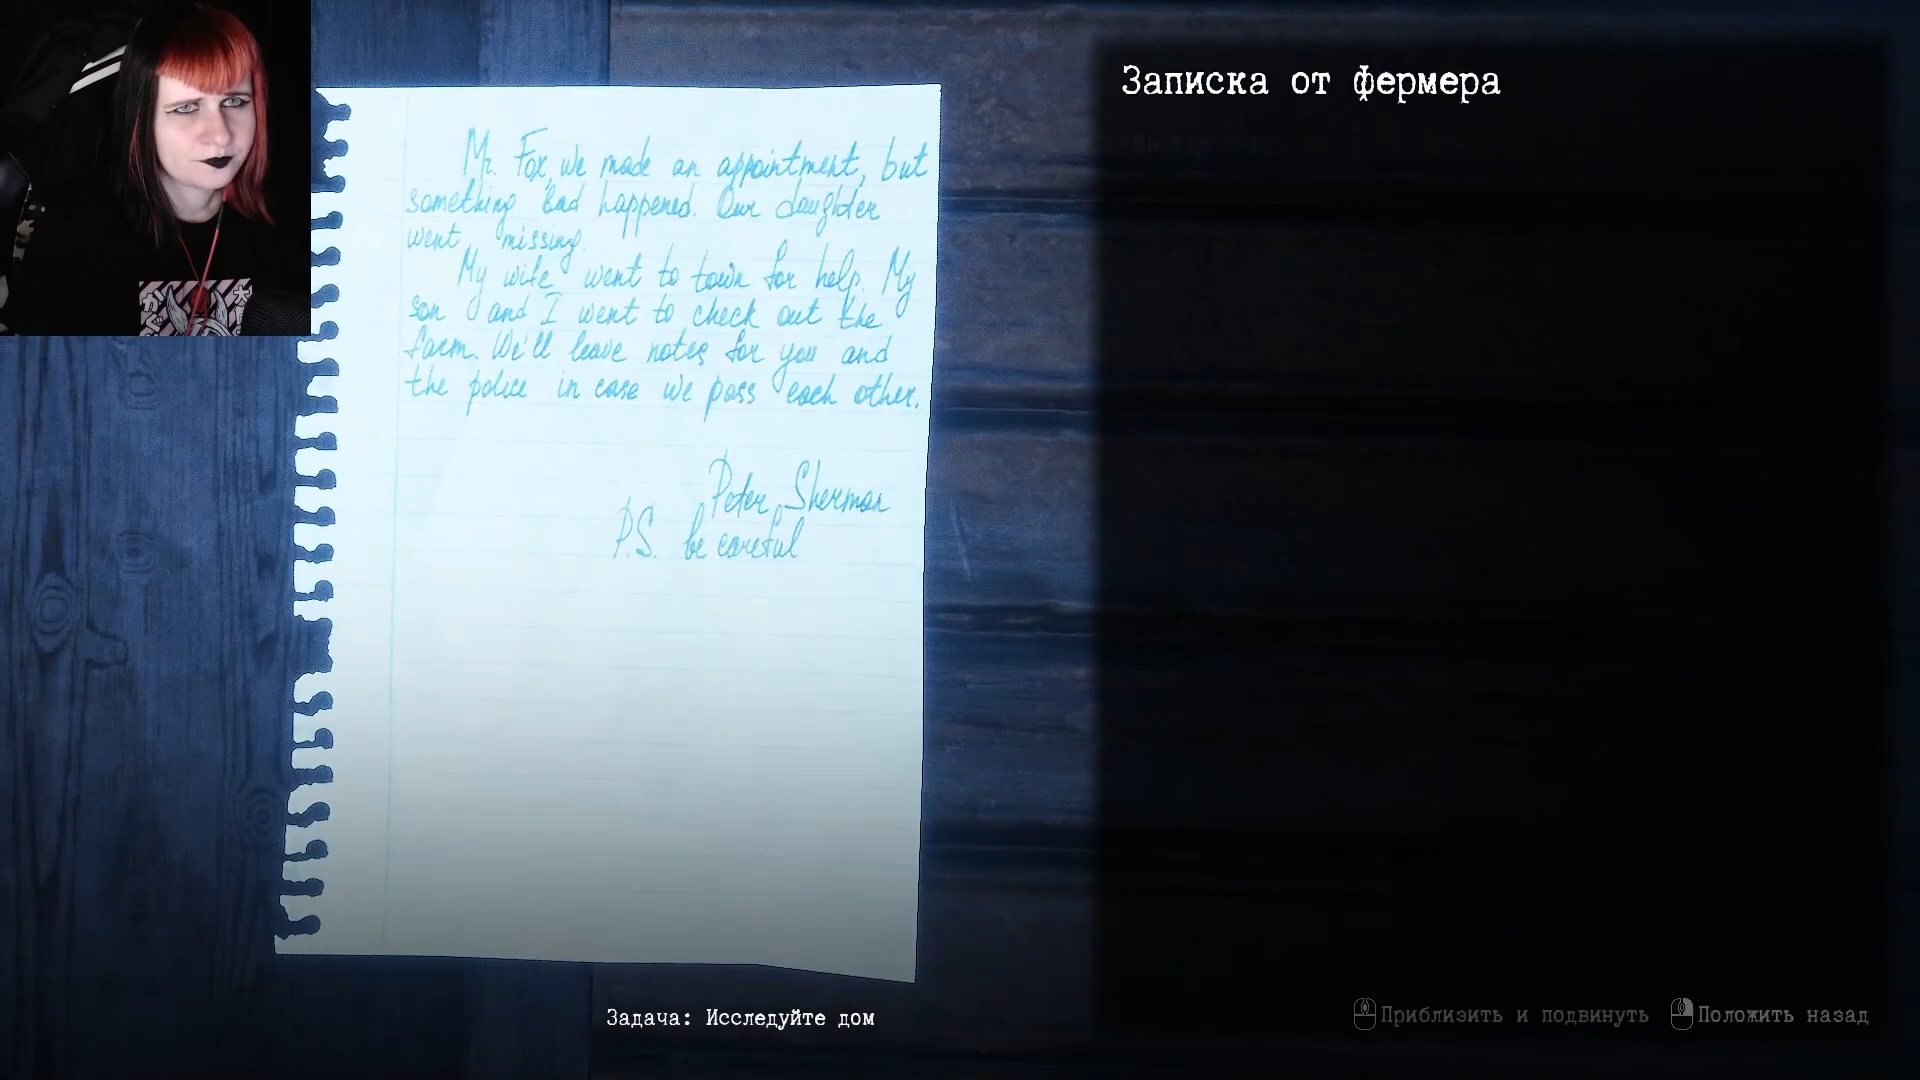 Записка от фермера
Mr. Fox, we made an appointment, but
something bad happened. Our daughter
went missing.
My wife went to town for help. My
son and I went to check out the
farm. We'll leave notes for you and
the police in case we pass each other.
Peter Sherman
P.S. be careful
Задача: Исследуйте дом
Приблизить и подвинуть Положить назад